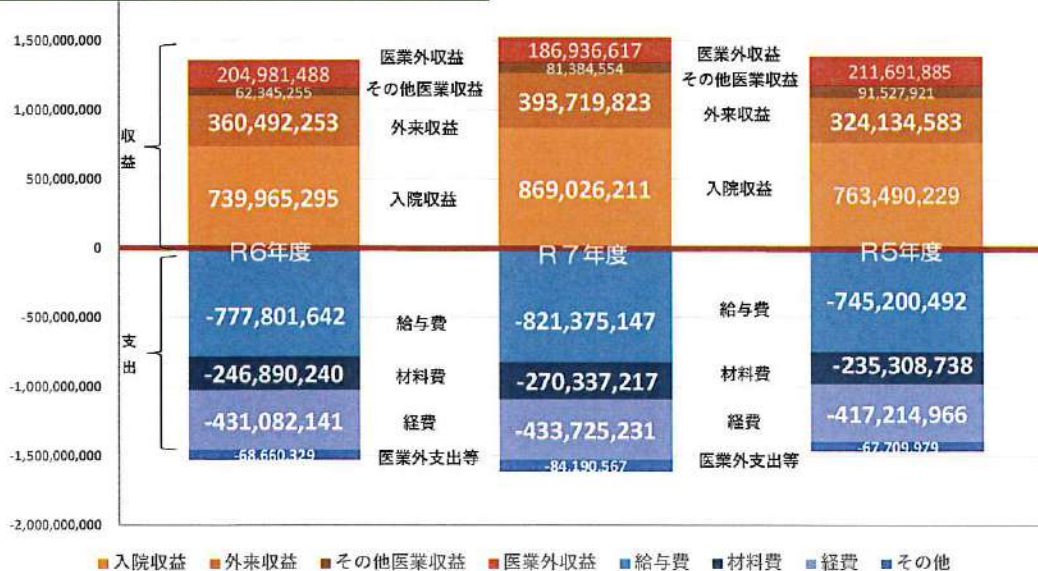 1,500,000,000
1,000,000,000
500,000,000
0
-500,000,000
-1,000,000,000
-1,500,000,000
-2,000,000,000
収益
支出
204,981,488
62,345,255
360,492,253
739,965,295
R6年度
-777,801,642
-246,890,240
-431,082,141
-68,660,329
医業外収益
その他医業収益
外来収益
入院収益
給与費
材料費
経費
医業外支出等
186,936,617
81,384,554
393,719,823
869,026,211
R7年度
-821,375,147
-270,337,217
-433,725,231
-84,190,567
医業外収益
その他医業収益
外来収益
入院収益
給与費
材料費
経費
医業外支出等
211,691,885
91,527,921
324,134,583
763,490,229
R5年度
-745,200,492
-235,308,738
-417,214,966
-67,709,979
入院収益 外来収益 その他医業収益 医業外収益 給与費 材料費 経費 その他